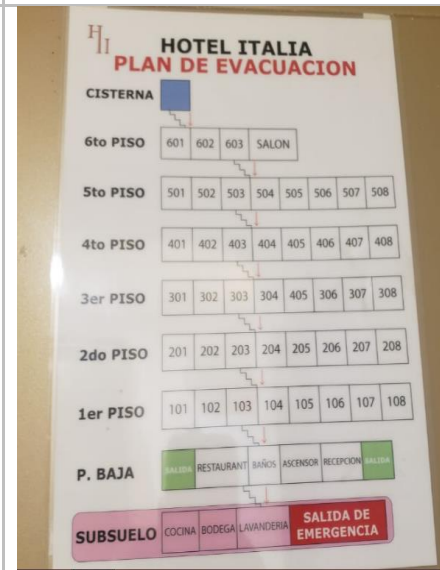 HII
HOTEL ITALIA
PLAN DE EVACUACION
CISTERNA
6to PISO 601 602 603 SALON
5to PISO 501 502 503 504 505 506 507 508
4to PISO 401 402 403 404 405 406 407 408
3er PISO 301 302 303 304 405 306 307 308
2do PISO 201 202 203 204 205 206 207 208
1er PISO 101 102 103 104 105 106 107 108
P. BAJA SALIDA RESTAURANT BAÑOS ASCENSOR RECEPCION SALIDA
SUBSUELO COCINA BODEGA LAVANDERIA SALIDA DE
EMERGENCIA